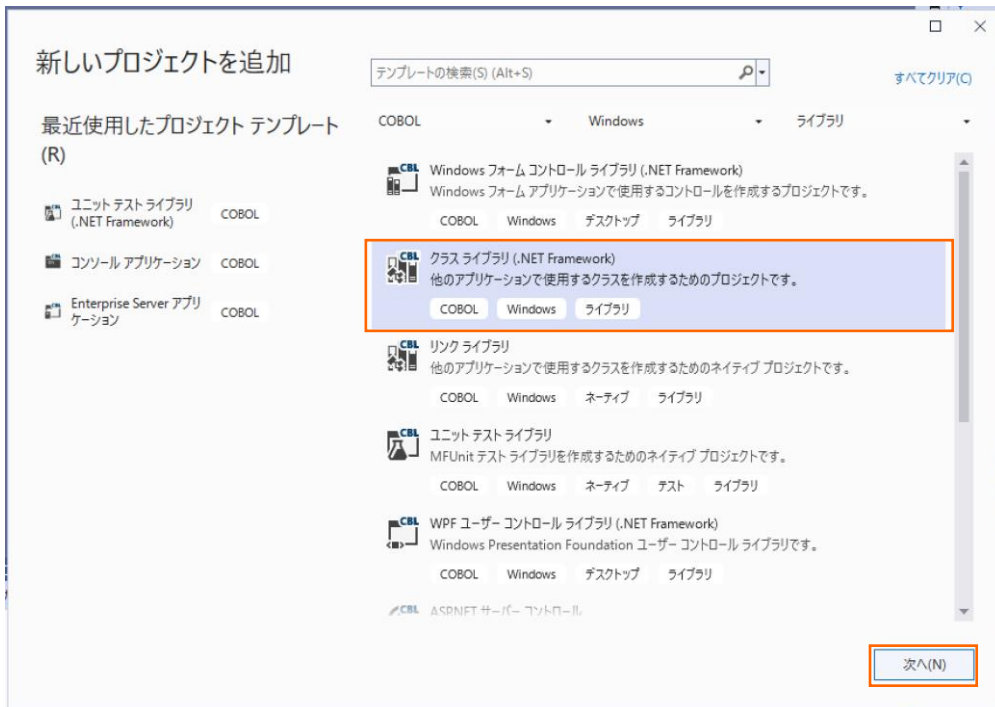 新しいプロジェクトを追加
テンプレートの検索(S) (Alt+S)
すべてクリア(C)
最近使用したプロジェクト テンプレート
(R)
COBOL
Windows
ライブラリ
ユニット テスト ライブラリ
(.NET Framework)
COBOL
コンソール アプリケーション
COBOL
Enterprise Server アプリ
ケーション
COBOL
CBL
Windows フォーム コントロール ライブラリ (.NET Framework)
Windows フォーム アプリケーションで使用するコントロールを作成するプロジェクトです。
COBOL Windows デスクトップ ライブラリ
CBL
クラス ライブラリ (.NET Framework)
他のアプリケーションで使用するクラスを作成するためのプロジェクトです。
COBOL Windows ライブラリ
CBL
リンク ライブラリ
他のアプリケーションで使用するクラスを作成するためのネイティブ プロジェクトです。
COBOL Windows ネーティブ ライブラリ
CBL
ユニット テスト ライブラリ
MFUnit テスト ライブラリを作成するためのネイティブ プロジェクトです。
COBOL Windows ネーティブ テスト ライブラリ
CBL
WPF ユーザー コントロール ライブラリ (.NET Framework)
Windows Presentation Foundation ユーザー コントロール ライブラリです。
COBOL Windows デスクトップ ライブラリ
CBL
ASP.NET サーバー コントロール
次へ(N)